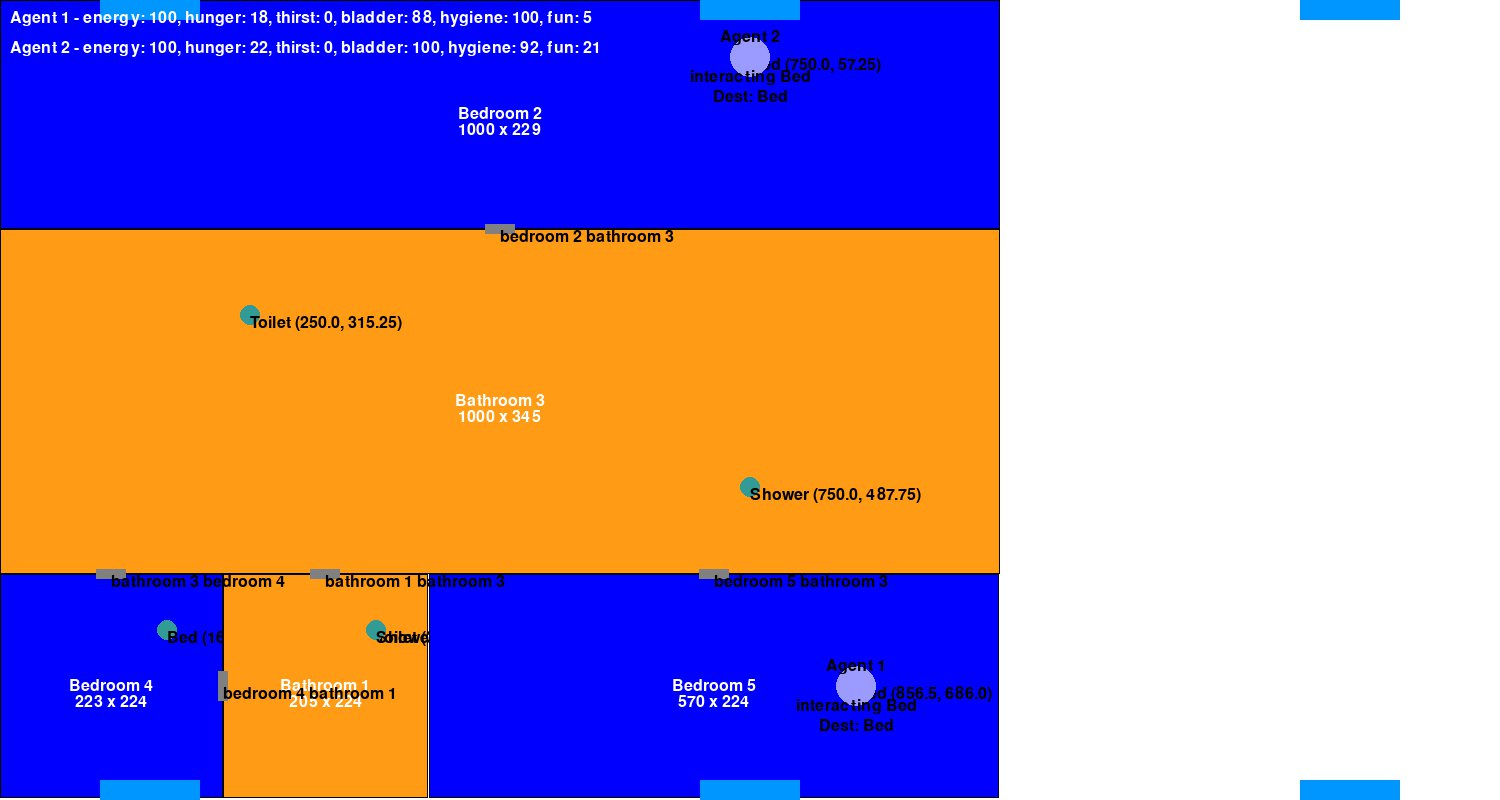 Agent 1 - energy: 100, hunger: 18, thirst: 0, bladder: 88, hygiene: 100, fun: 5
Agent 2 - energy: 100, hunger: 22, thirst: 0, bladder: 100, hygiene: 92, fun: 21
Agent 2
(750.0, 57.25)
interacting Bed
Dest: Bed
Bedroom 2
1000 x 229
bedroom 2 bathroom 3
Toilet (250.0, 315.25)
Bathroom 3
1000 x 345
Shower (750.0, 487.75)
bathroom 3 bedroom 4
bathroom 1 bathroom 3
bedroom 5 bathroom 3
Bed (16
Agent 1
(856.5, 686.0)
interacting Bed
Dest: Bed
Bedroom 4
223 x 224
Bathroom 1
205 x 224
bedroom 4 bathroom 1
Bedroom 5
570 x 224